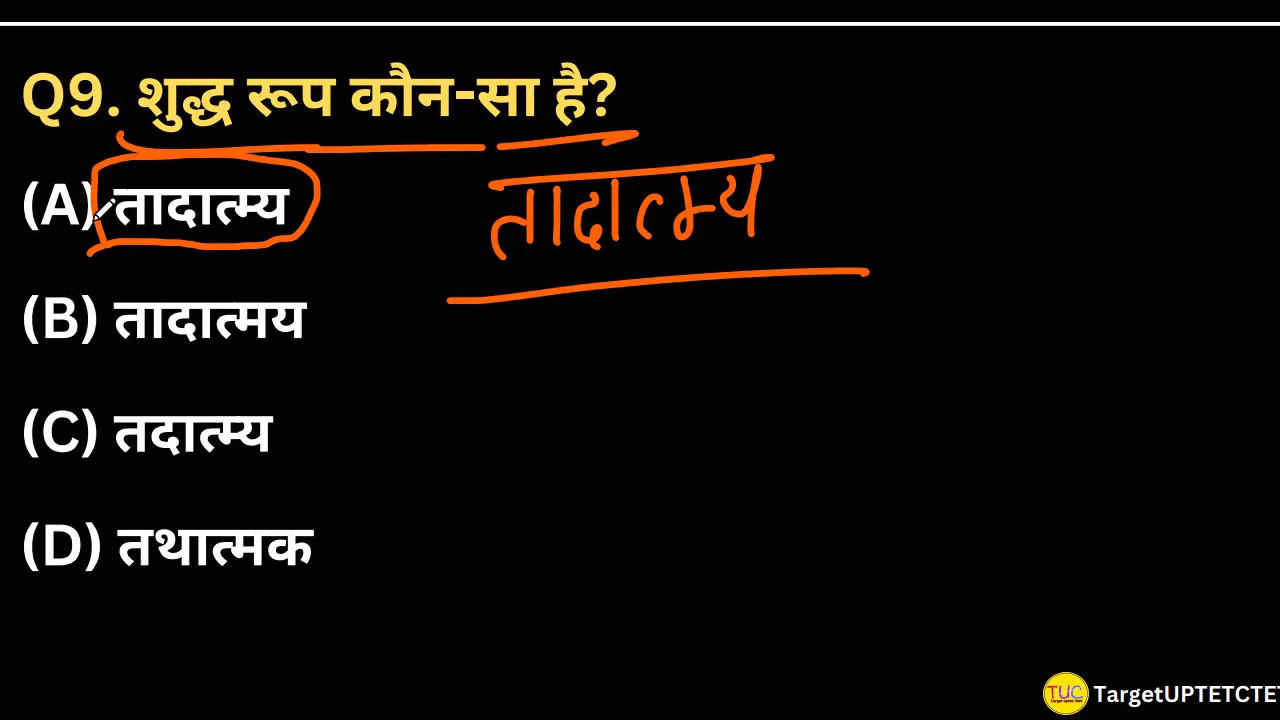 Q9. शुद्ध रूप कौन-सा है?
(A) तादात्म्य
तादात्म्य
(B) तादात्मय
(C) तदात्म्य
(D) तथात्मक
TUC
TargetUPTETCTET